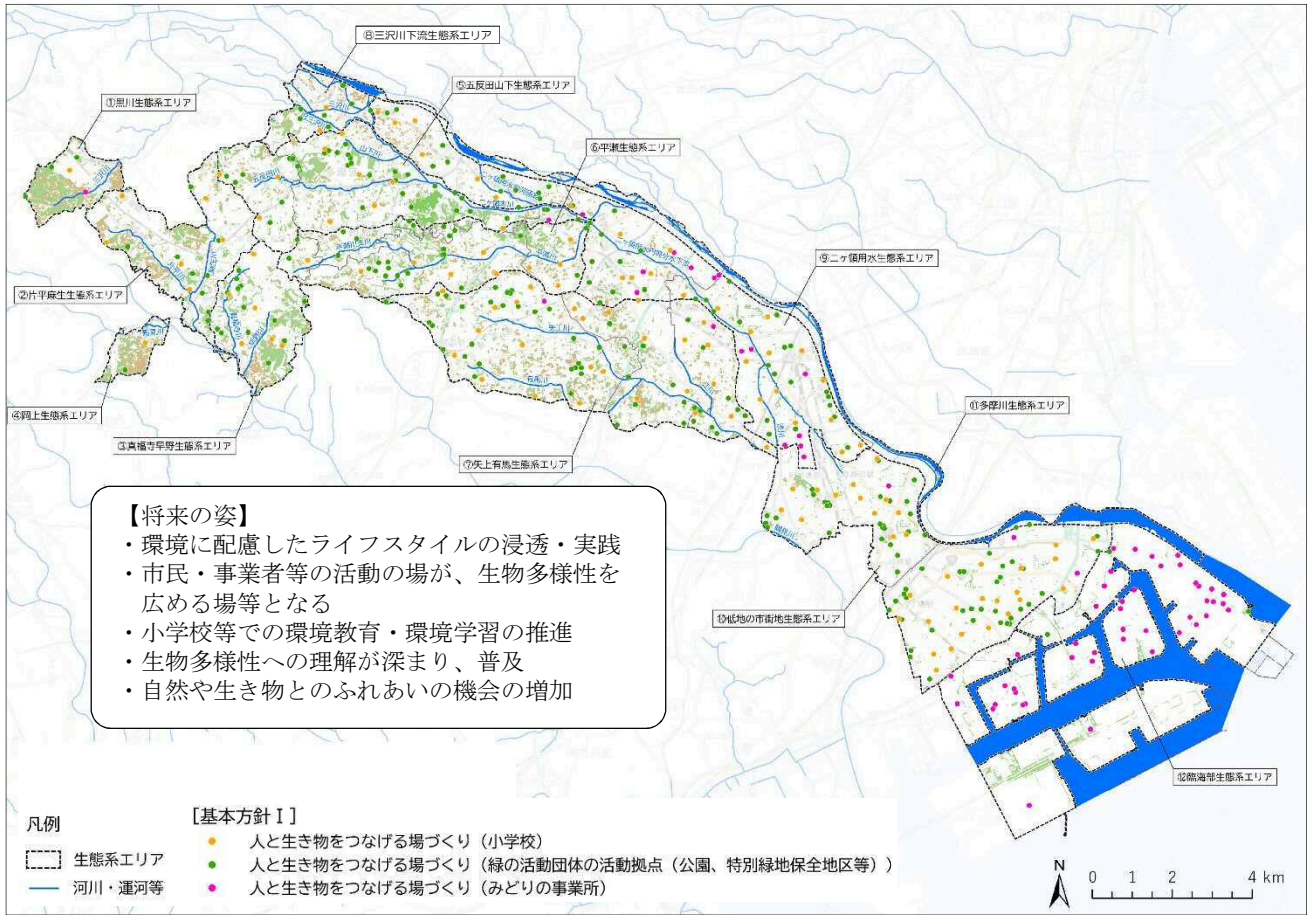 ⑧三沢川下流生態系エリア
①黒川生態系エリア
⑤五反田山下生態系エリア
⑥平瀬生態系エリア
三沢川
山下川
五反田川
⑨二ヶ領用水生態系エリア
②片平麻生生態系エリア
矢上川
有馬川
④岡上生態系エリア
③真福寺早野生態系エリア
⑦矢上有馬生態系エリア
⑪多摩川生態系エリア
⑩低地の市街地生態系エリア
⑫臨海部生態系エリア
【将来の姿】
・環境に配慮したライフスタイルの浸透・実践
・市民・事業者等の活動の場が、生物多様性を
広める場等となる
・小学校等での環境教育・環境学習の推進
・生物多様性への理解が深まり、普及
・自然や生き物とのふれあいの機会の増加
凡例
生態系エリア
河川・運河等
[基本方針Ⅰ]
人と生き物をつなげる場づくり（小学校）
人と生き物をつなげる場づくり（緑の活動団体の活動拠点（公園、特別緑地保全地区等））
人と生き物をつなげる場づくり（みどりの事業所）
N
0 1 2 4 km